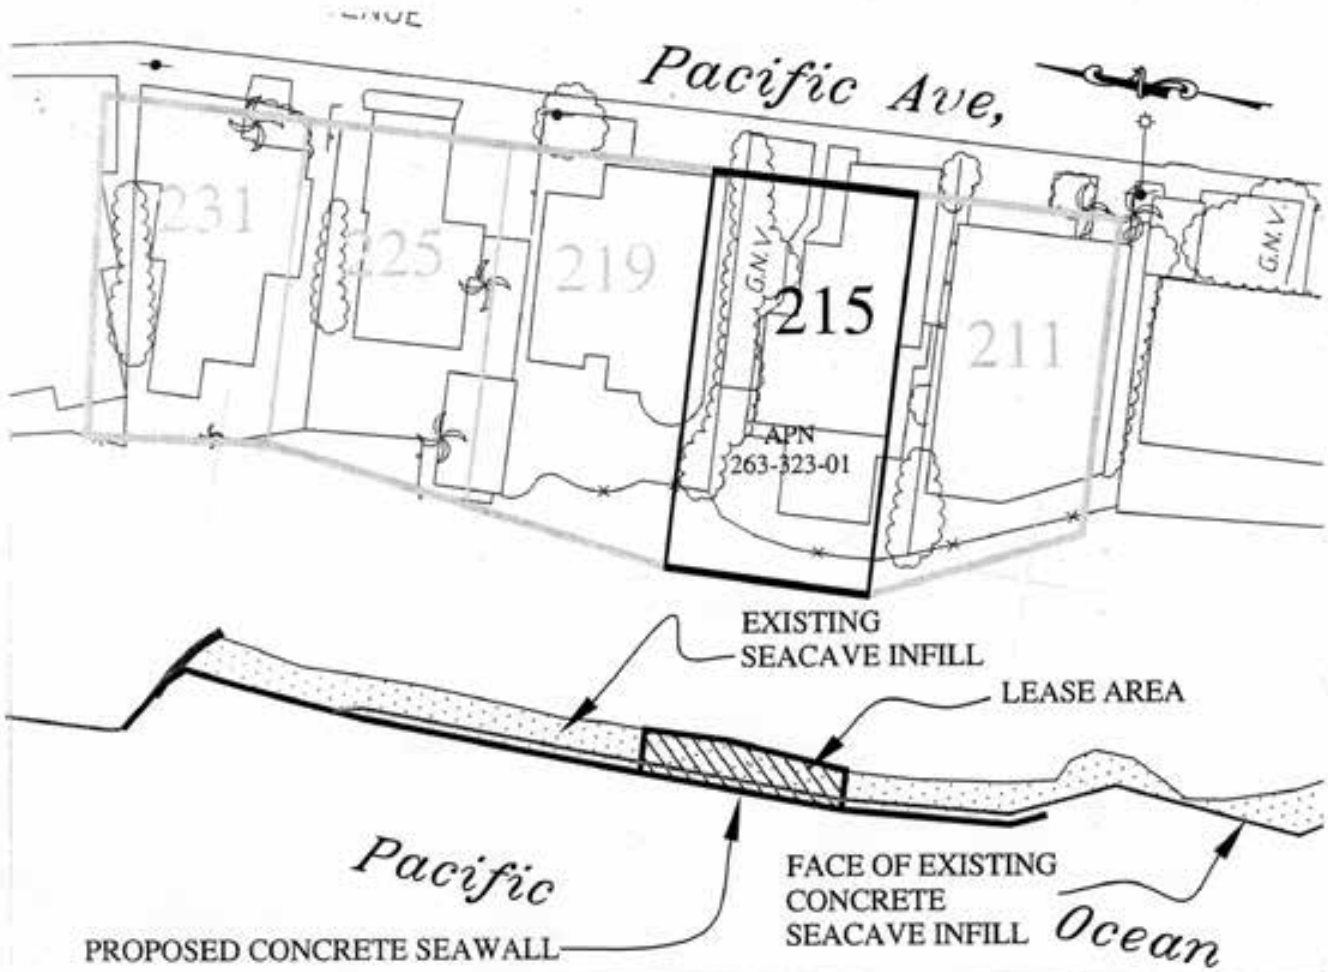 Pacific Ave,
231
225
219
G.N.V.
215
211
G.N.V.
APN
263-323-01
EXISTING
SEACAVE INFILL
LEASE AREA
Pacific
FACE OF EXISTING
CONCRETE
SEACAVE INFILL
Ocean
PROPOSED CONCRETE SEAWALL